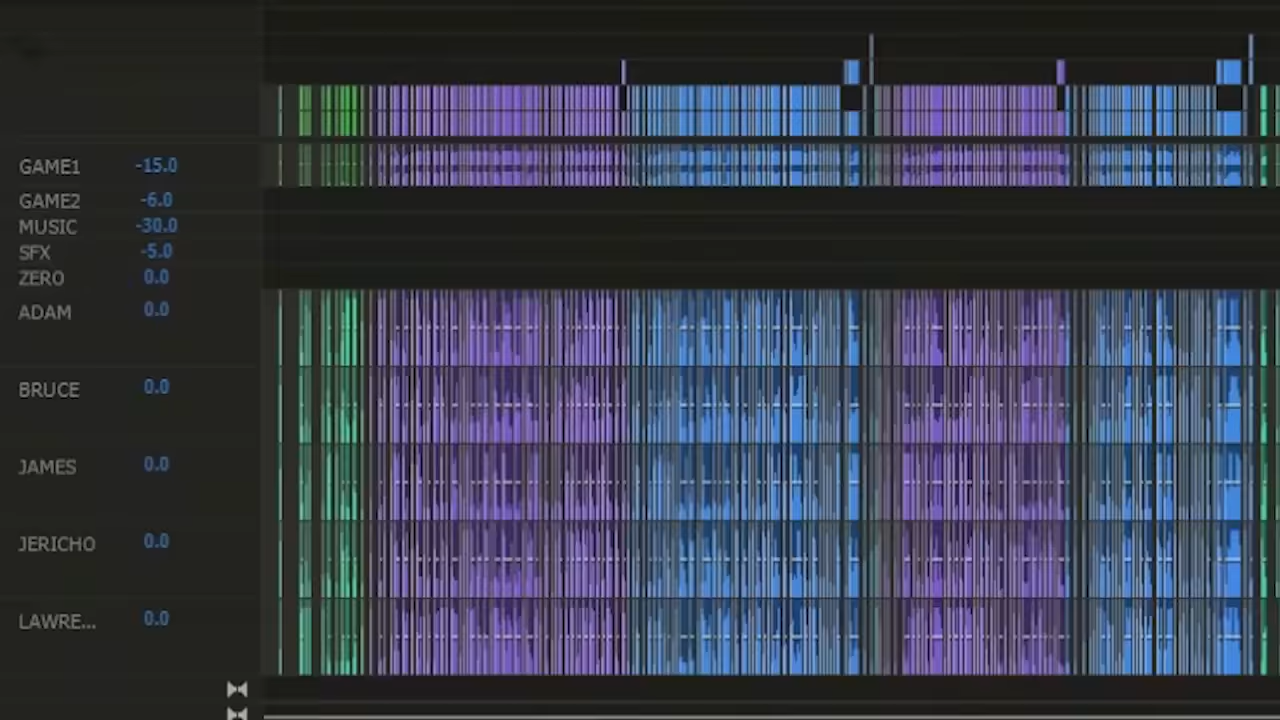 GAME1 -15.0
GAME2 -6.0
MUSIC -30.0
SFX -5.0
ZERO 0.0
ADAM 0.0
BRUCE 0.0
JAMES 0.0
JERICHO 0.0
LAWRE... 0.0